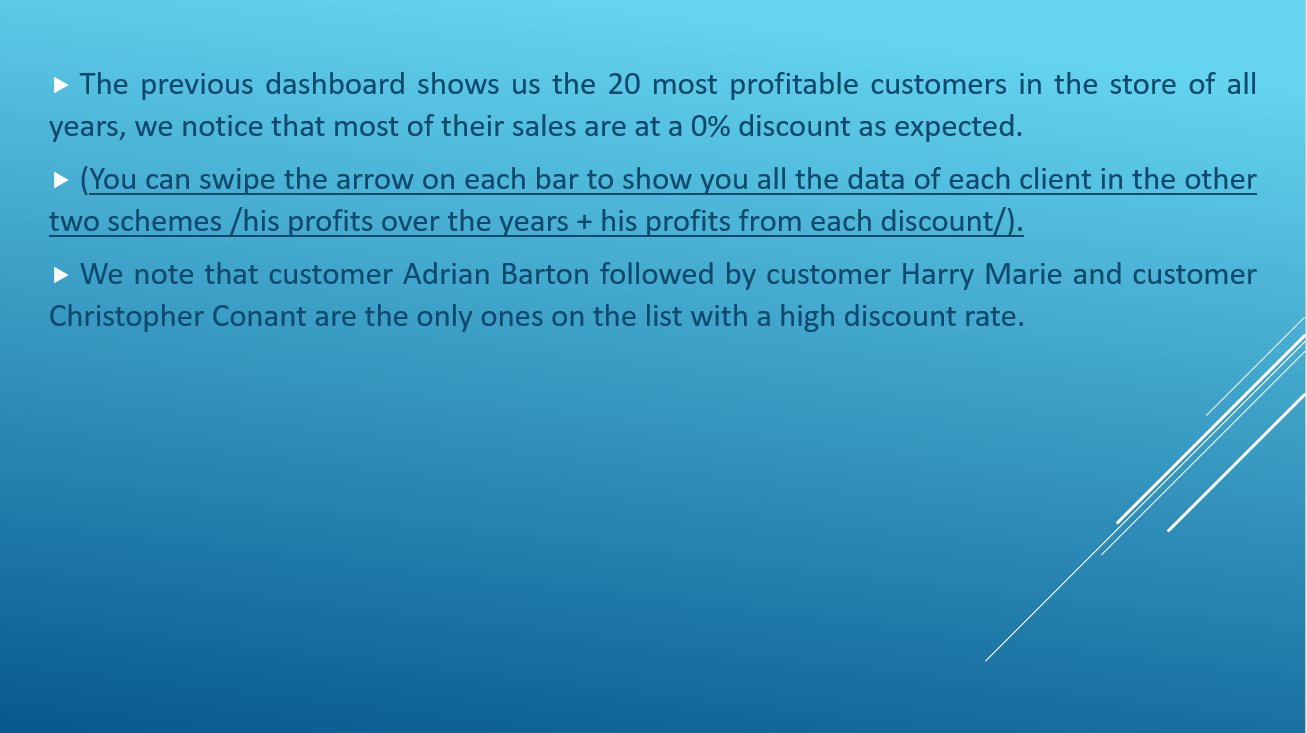 The previous dashboard shows us the 20 most profitable customers in the store of all
years, we notice that most of their sales are at a 0% discount as expected.
(You can swipe the arrow on each bar to show you all the data of each client in the other
two schemes /his profits over the years + his profits from each discount/).
We note that customer Adrian Barton followed by customer Harry Marie and customer
Christopher Conant are the only ones on the list with a high discount rate.